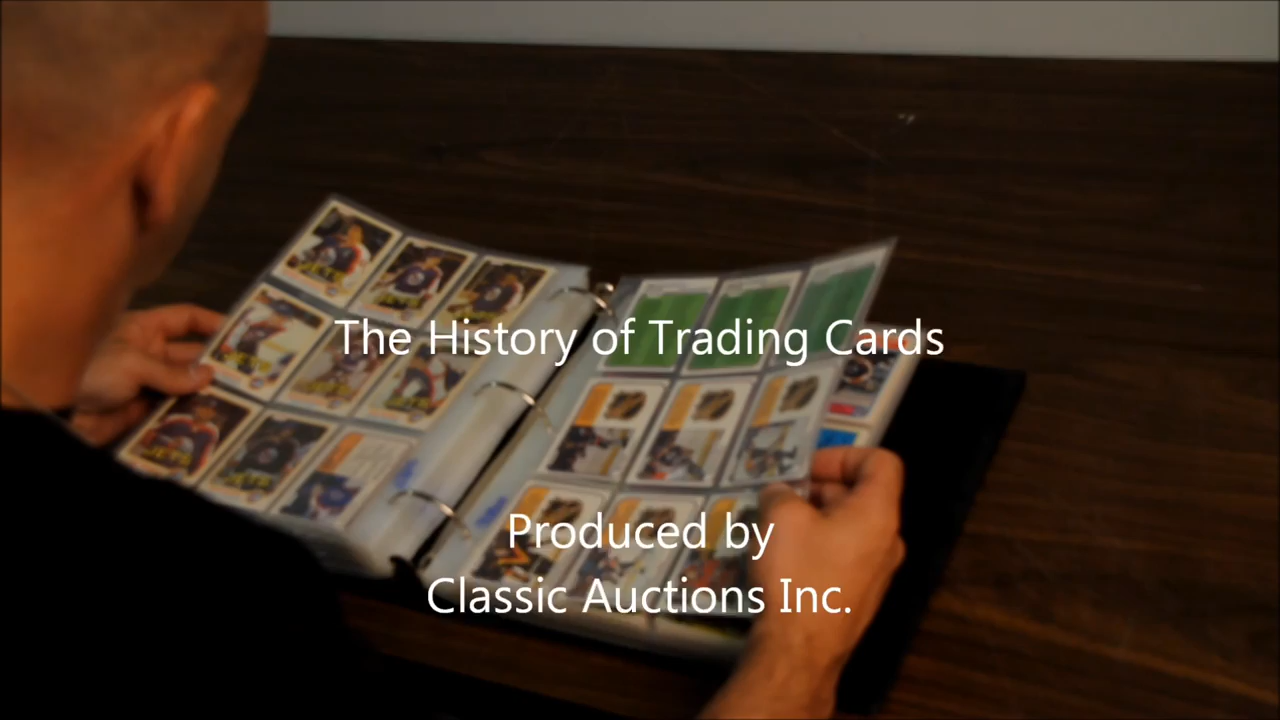 The History of Trading Cards
Produced by
Classic Auctions Inc.